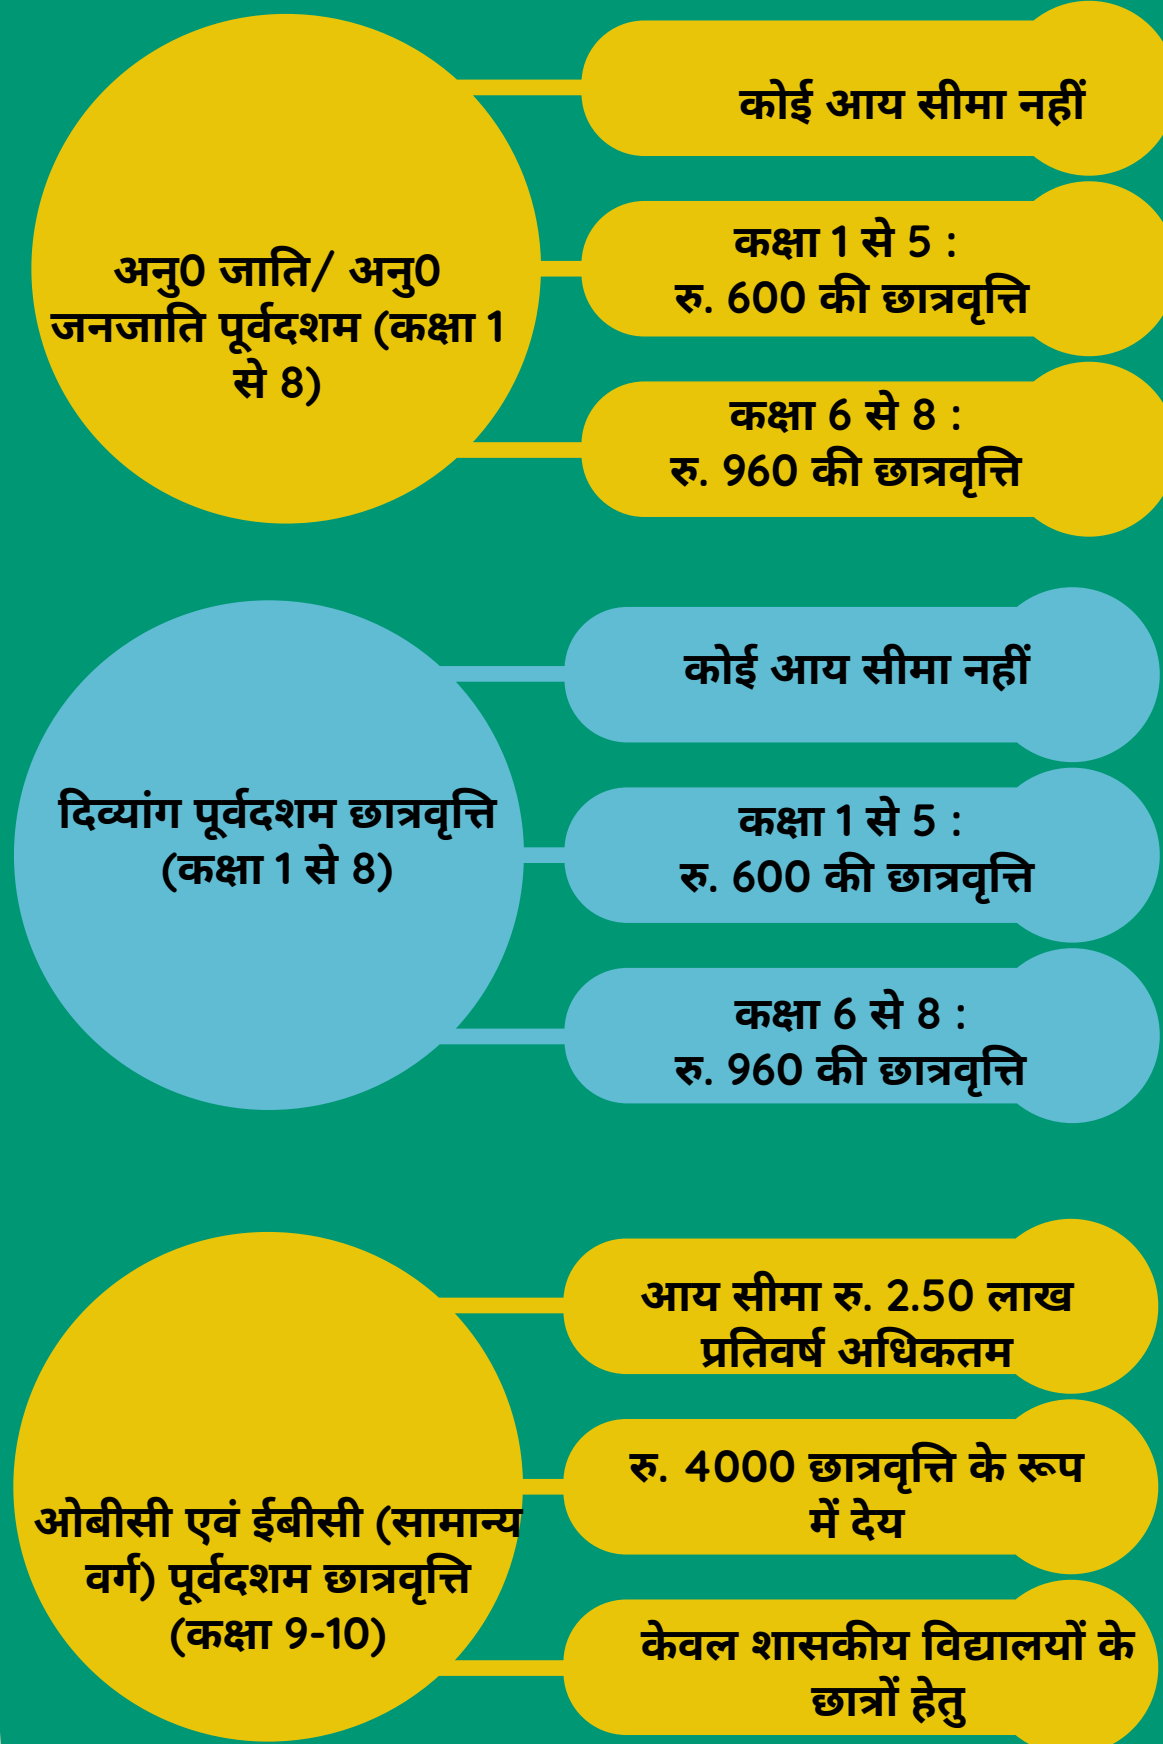 अनु0 जाति/ अनु0
जनजाति पूर्वदशम (कक्षा 1
से 8)
कोई आय सीमा नहीं
कक्षा 1 से 5 :
रु. 600 की छात्रवृत्ति
कक्षा 6 से 8 :
रु. 960 की छात्रवृत्ति
दिव्यांग पूर्वदशम छात्रवृत्ति
(कक्षा 1 से 8)
कोई आय सीमा नहीं
कक्षा 1 से 5 :
रु. 600 की छात्रवृत्ति
कक्षा 6 से 8 :
रु. 960 की छात्रवृत्ति
ओबीसी एवं ईबीसी (सामान्य
वर्ग) पूर्वदशम छात्रवृत्ति
(कक्षा 9-10)
आय सीमा रु. 2.50 लाख
प्रतिवर्ष अधिकतम
रु. 4000 छात्रवृत्ति के रूप
में देय
केवल शासकीय विद्यालयों के
छात्रों हेतु